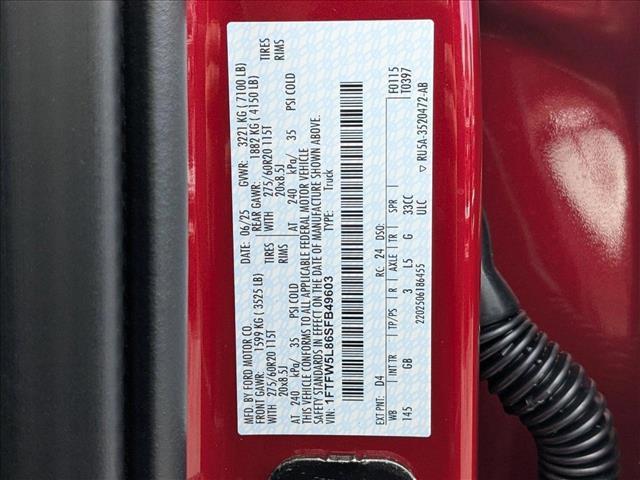 MFD. BY FORD MOTOR CO.
DATE: 06/25 GVWR: 3221 KG ( 7100 LB)
FRONT GAWR: 1599 KG ( 3525 LB) REAR GAWR: 1882 KG ( 4150 LB)
WITH 275/60R20 115T TIRES WITH 275/60R20 115T TIRES
20x8.5J RIMS 20x8.5J RIMS
AT 240 kPa/ 35 PSI COLD AT 240 kPa/ 35 PSI COLD
THIS VEHICLE CONFORMS TO ALL APPLICABLE FEDERAL MOTOR VEHICLE
SAFETY STANDARDS IN EFFECT ON THE DATE OF MANUFACTURE SHOWN ABOVE.
VIN: 1FTFW5L86SFB49603 TYPE: Truck
F0115
T0397
EXT PNT: D4 RC: 24 DSO:
WB INT TR TP/PS R AXLE TR SPR
145 GB 3 L5 G 33CC
ULC
2202506186455
▽ RU5A-3520472-AB